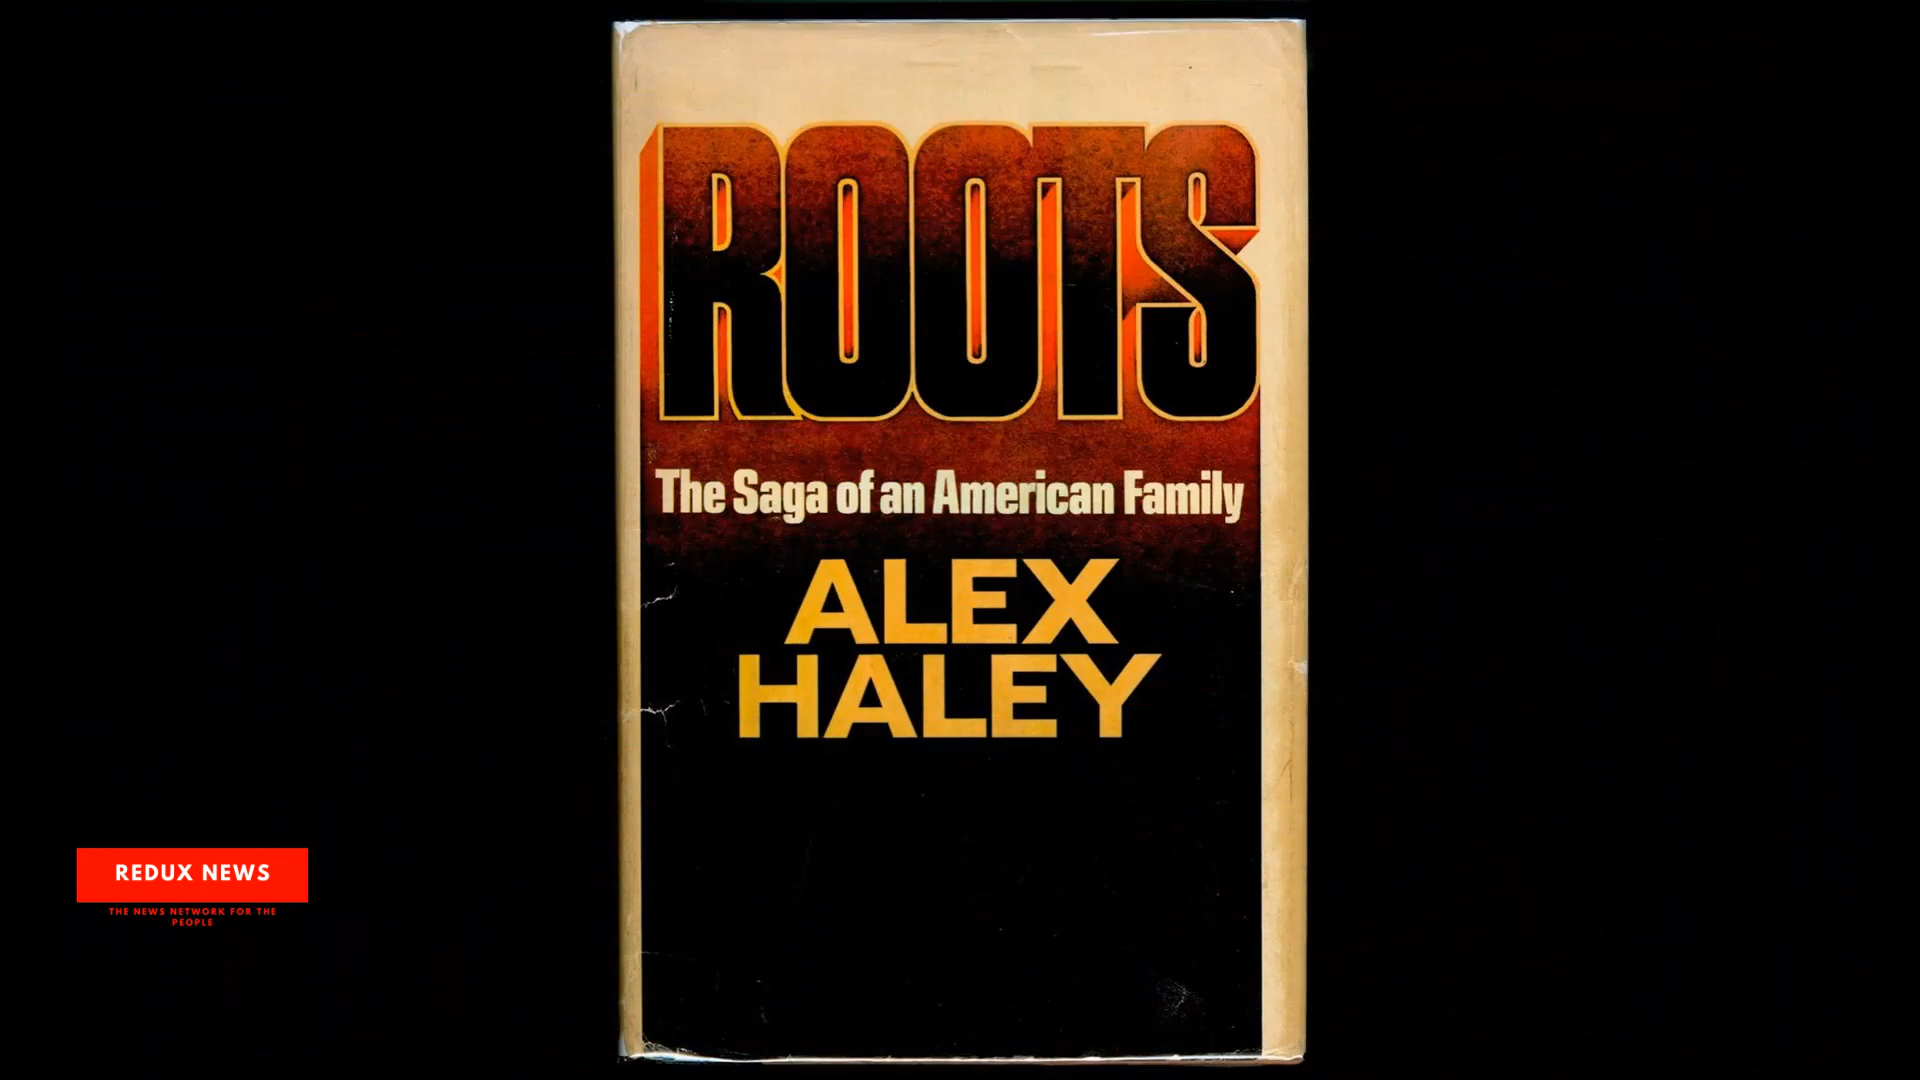 ROOTS
The Saga of an American Family
ALEX
HALEY
REDUX NEWS
THE NEWS NETWORK FOR THE
PEOPLE